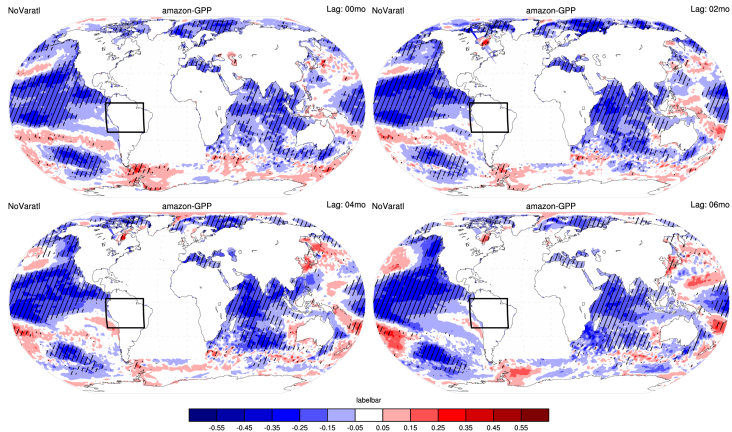 NoVaratl amazon-GPP Lag: 00mo
NoVaratl amazon-GPP Lag: 02mo
NoVaratl amazon-GPP Lag: 04mo
NoVaratl amazon-GPP Lag: 06mo
labelbar
-0.55 -0.45 -0.35 -0.25 -0.15 -0.05 0.05 0.15 0.25 0.35 0.45 0.55